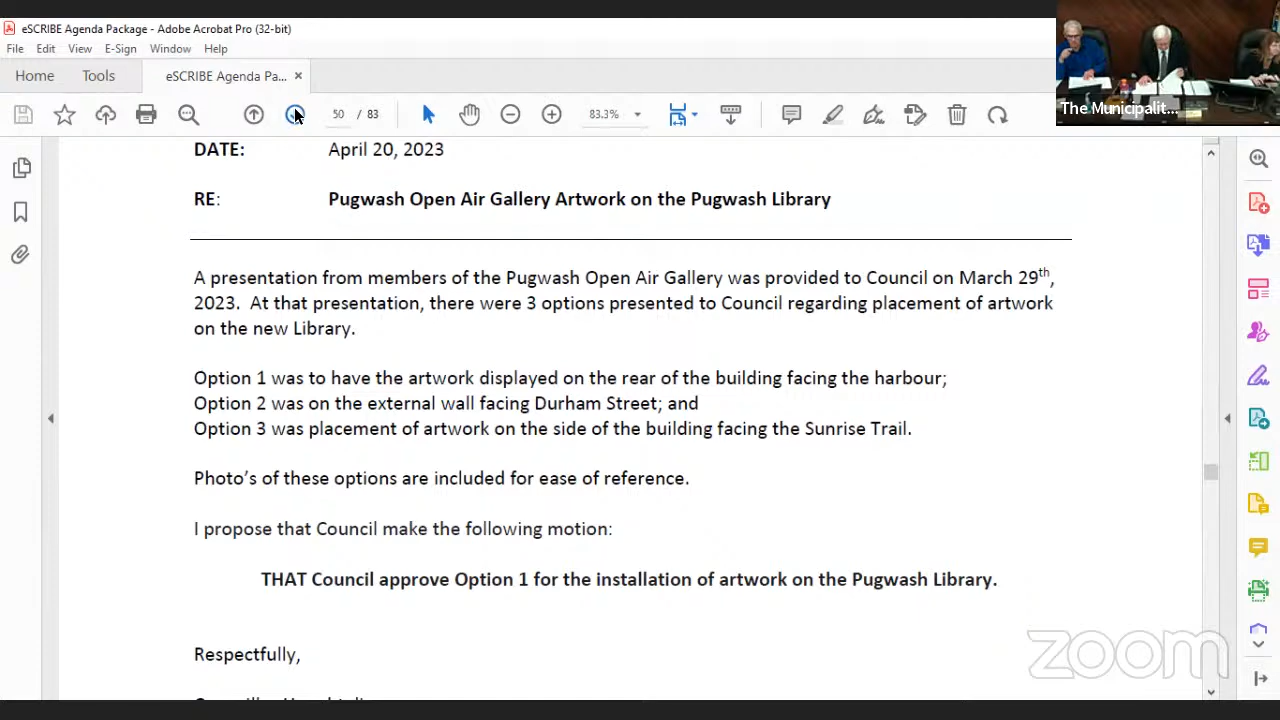 eSCRIBE Agenda Package - Adobe Acrobat Pro (32-bit)
File Edit View E-Sign Window Help
Home Tools eSCRIBE Agenda Pa... ×
50 / 83 83.3%
The Municipalit...
DATE: April 20, 2023
RE: Pugwash Open Air Gallery Artwork on the Pugwash Library
A presentation from members of the Pugwash Open Air Gallery was provided to Council on March 29th,
2023. At that presentation, there were 3 options presented to Council regarding placement of artwork
on the new Library.
Option 1 was to have the artwork displayed on the rear of the building facing the harbour;
Option 2 was on the external wall facing Durham Street; and
Option 3 was placement of artwork on the side of the building facing the Sunrise Trail.
Photo's of these options are included for ease of reference.
I propose that Council make the following motion:
THAT Council approve Option 1 for the installation of artwork on the Pugwash Library.
Respectfully,
zoom